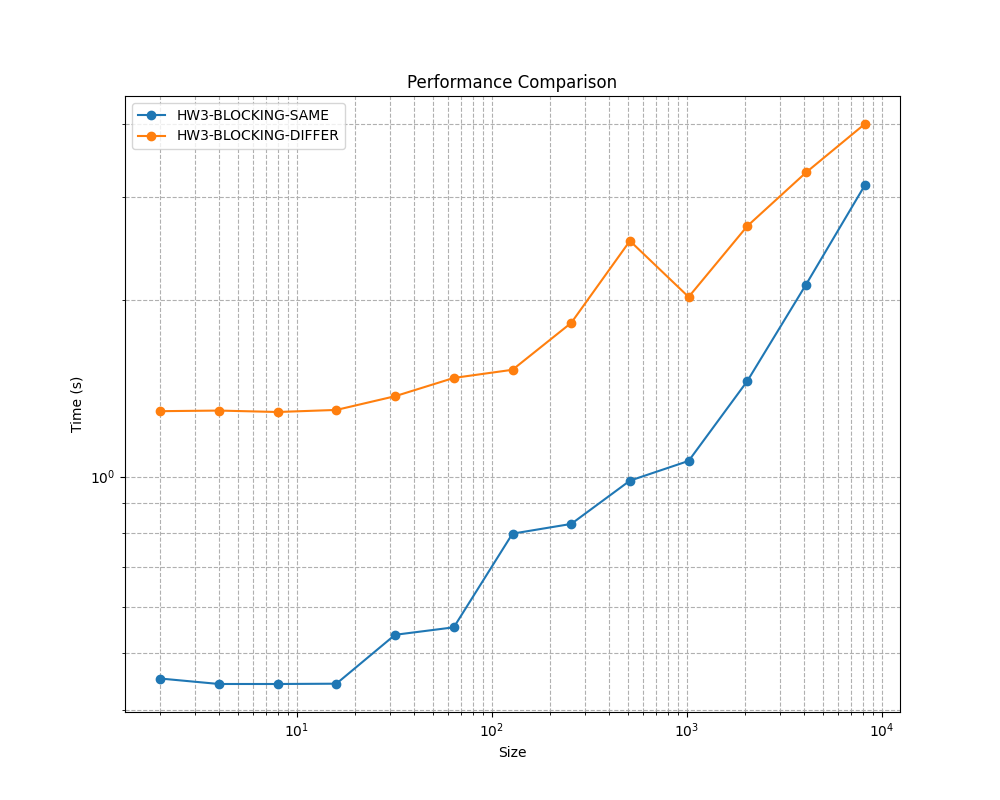 Performance Comparison
HW3-BLOCKING-SAME
HW3-BLOCKING-DIFFER
Time (s)
10⁰
10¹
10²
10³
10⁴
Size